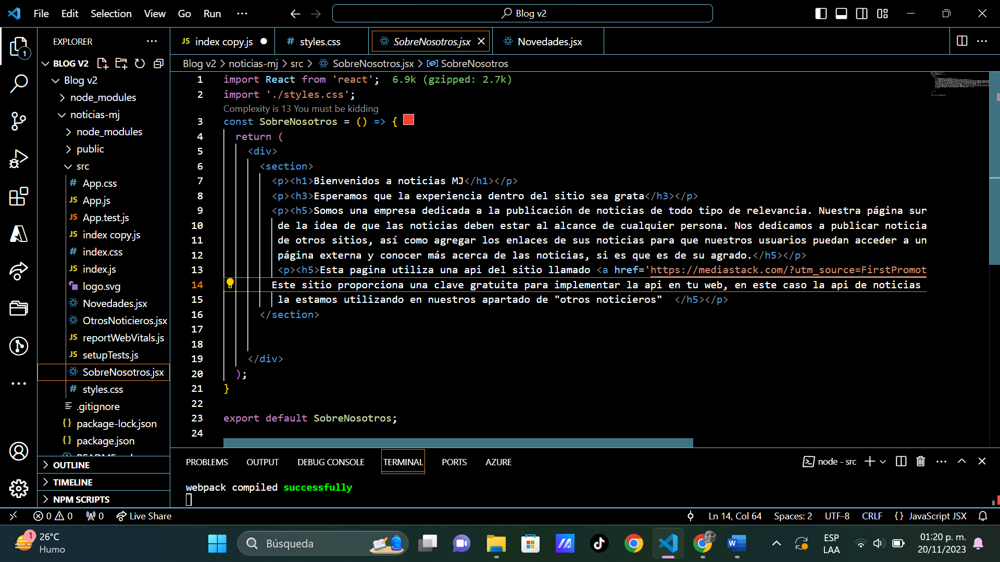 File Edit Selection View Go Run ··· Blog v2
EXPLORER ···
BLOG V2
Blog v2
node_modules
noticias-mj
node_modules
public
src
# App.css
JS App.js
JS App.test.js
JS index copy.js
# index.css
JS index.js
logo.svg
Novedades.jsx
OtrosNoticieros.jsx
JS reportWebVitals.js
JS setupTests.js
SobreNosotros.jsx
# styles.css
.gitignore
{} package-lock.json
{} package.json
OUTLINE
TIMELINE
NPM SCRIPTS
JS index copy.js # styles.css SobreNosotros.jsx Novedades.jsx
Blog v2 > noticias-mj > src > SobreNosotros.jsx > SobreNosotros
1 import React from 'react'; 6.9k (gzipped: 2.7k)
2 import './styles.css';
Complexity is 13 You must be kidding
3 const SobreNosotros = () => {
4 return (
5 <div>
6 <section>
7 <p><h1>Bienvenidos a noticias MJ</h1></p>
8 <p><h3>Esperamos que la experiencia dentro del sitio sea grata</h3></p>
9 <p><h5>Somos una empresa dedicada a la publicación de noticias de todo tipo de relevancia. Nuestra página sur
10 de la idea de que las noticias deben estar al alcance de cualquier persona. Nos dedicamos a publicar noticia
11 de otros sitios, así como agregar los enlaces de sus noticias para que nuestros usuarios puedan acceder a un
12 página externa y conocer más acerca de las noticias, si es que es de su agrado.</h5></p>
13 <p><h5>Esta pagina utiliza una api del sitio llamado <a href='https://mediastack.com/?utm_source=FirstPromot
14 Este sitio proporciona una clave gratuita para implementar la api en tu web, en este caso la api de noticias
15 la estamos utilizando en nuestros apartado de "otros noticieros" </h5></p>
16 </section>
17
18
19 </div>
20 );
21 }
22
23 export default SobreNosotros;
24
PROBLEMS OUTPUT DEBUG CONSOLE TERMINAL PORTS AZURE node - src
webpack compiled successfully
0 0 0 Live Share Ln 14, Col 64 Spaces: 2 UTF-8 CRLF {} JavaScript JSX
1 26°C
Humo
Búsqueda
ESP
LAA
01:20 p. m.
20/11/2023